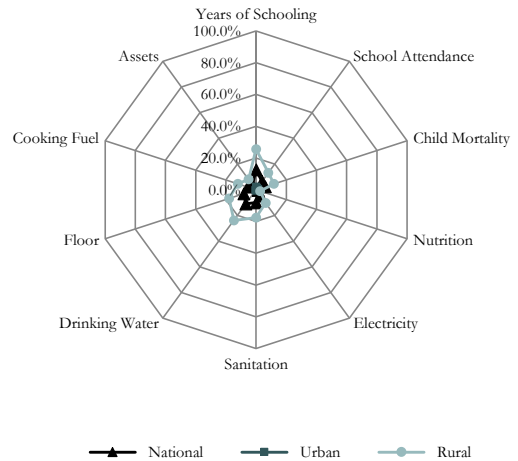 Years of Schooling
100.0%
Assets
School Attendance
80.0%
60.0%
Cooking Fuel
Child Mortality
40.0%
20.0%
0.0%
Floor
Nutrition
Drinking Water
Electricity
Sanitation
National Urban Rural